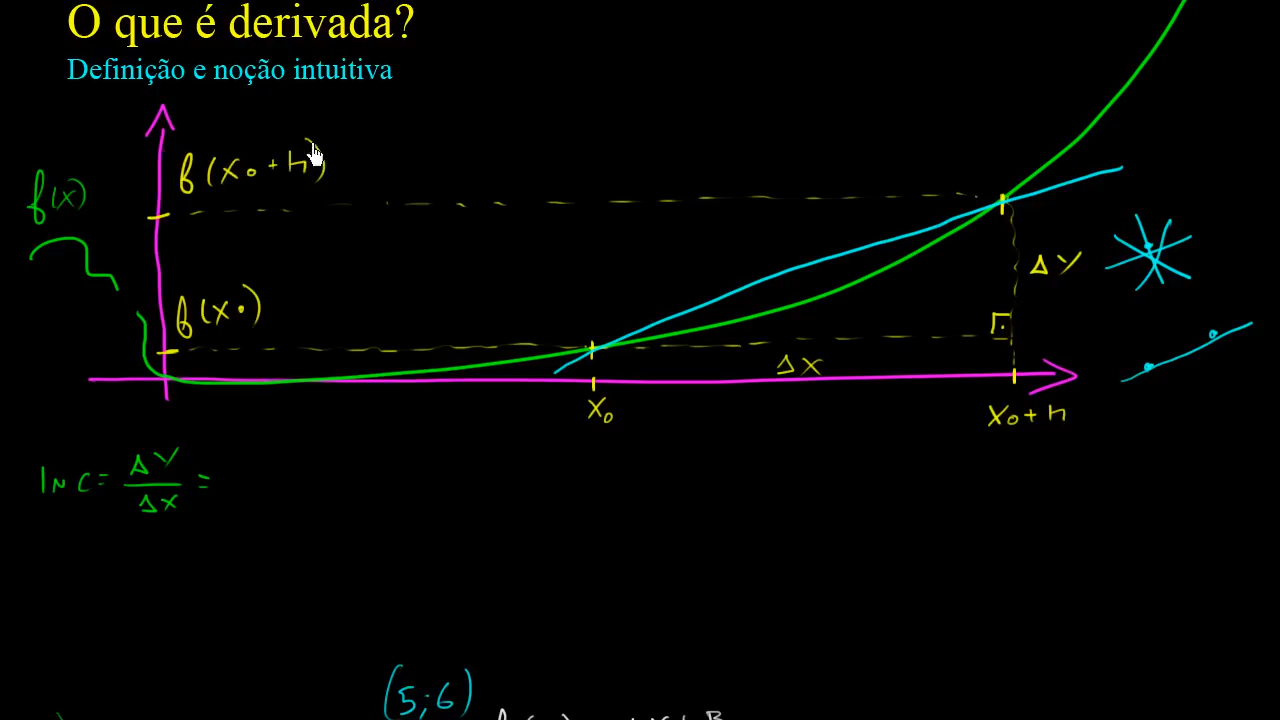 O que é derivada?
Definição e noção intuitiva
f(x₀+h)
f(x)
ΔY
f(x₀)
ΔX
X₀
X₀+h
INC = ΔY/ΔX =
(5;6)